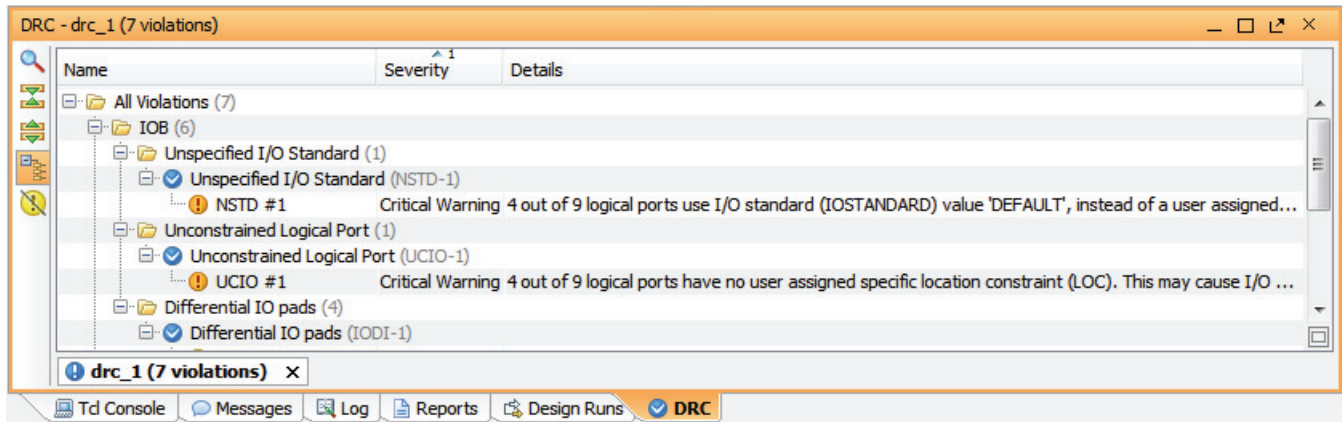 DRC - drc_1 (7 violations)
Name Severity 1 Details
All Violations (7)
IOB (6)
Unspecified I/O Standard (1)
Unspecified I/O Standard (NSTD-1)
NSTD #1 Critical Warning 4 out of 9 logical ports use I/O standard (IOSTANDARD) value 'DEFAULT', instead of a user assigned...
Unconstrained Logical Port (1)
Unconstrained Logical Port (UCIO-1)
UCIO #1 Critical Warning 4 out of 9 logical ports have no user assigned specific location constraint (LOC). This may cause I/O ...
Differential IO pads (4)
Differential IO pads (IODI-1)
drc_1 (7 violations)
Tcl Console Messages Log Reports Design Runs DRC